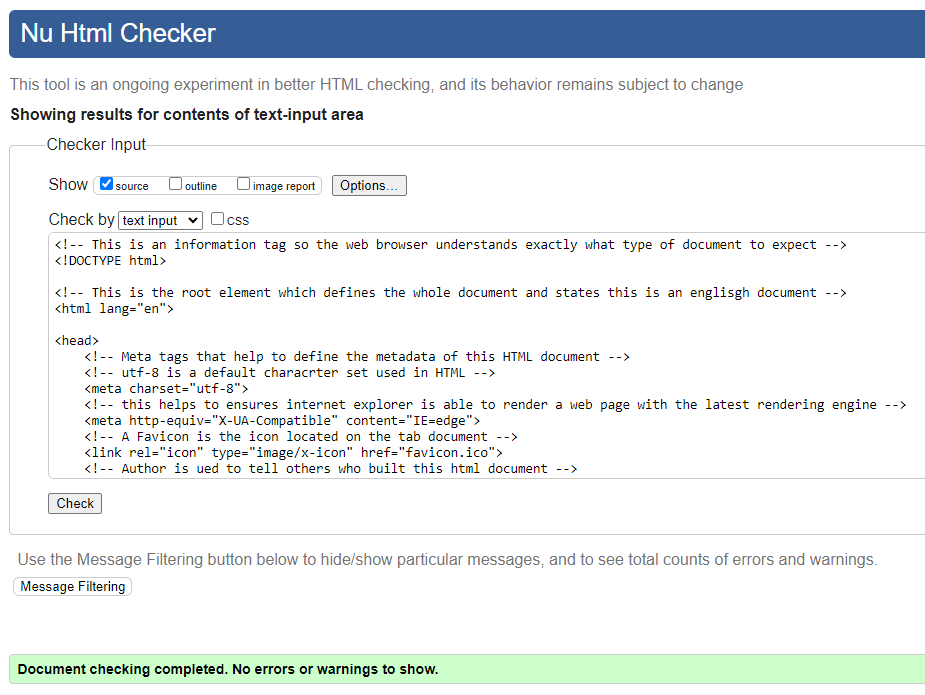 Nu Html Checker
This tool is an ongoing experiment in better HTML checking, and its behavior remains subject to change
Showing results for contents of text-input area
Checker Input
Show source outline image report Options...
Check by text input css
<!-- This is an information tag so the web browser understands exactly what type of document to expect -->
<!DOCTYPE html>
<!-- This is the root element which defines the whole document and states this is an englisgh document -->
<html lang="en">
<head>
<!-- Meta tags that help to define the metadata of this HTML document -->
<!-- utf-8 is a default characrter set used in HTML -->
<meta charset="utf-8">
<!-- this helps to ensures internet explorer is able to render a web page with the latest rendering engine -->
<meta http-equiv="X-UA-Compatible" content="IE=edge">
<!-- A Favicon is the icon located on the tab document -->
<link rel="icon" type="image/x-icon" href="favicon.ico">
<!-- Author is ued to tell others who built this html document -->
Check
Use the Message Filtering button below to hide/show particular messages, and to see total counts of errors and warnings.
Message Filtering
Document checking completed. No errors or warnings to show.